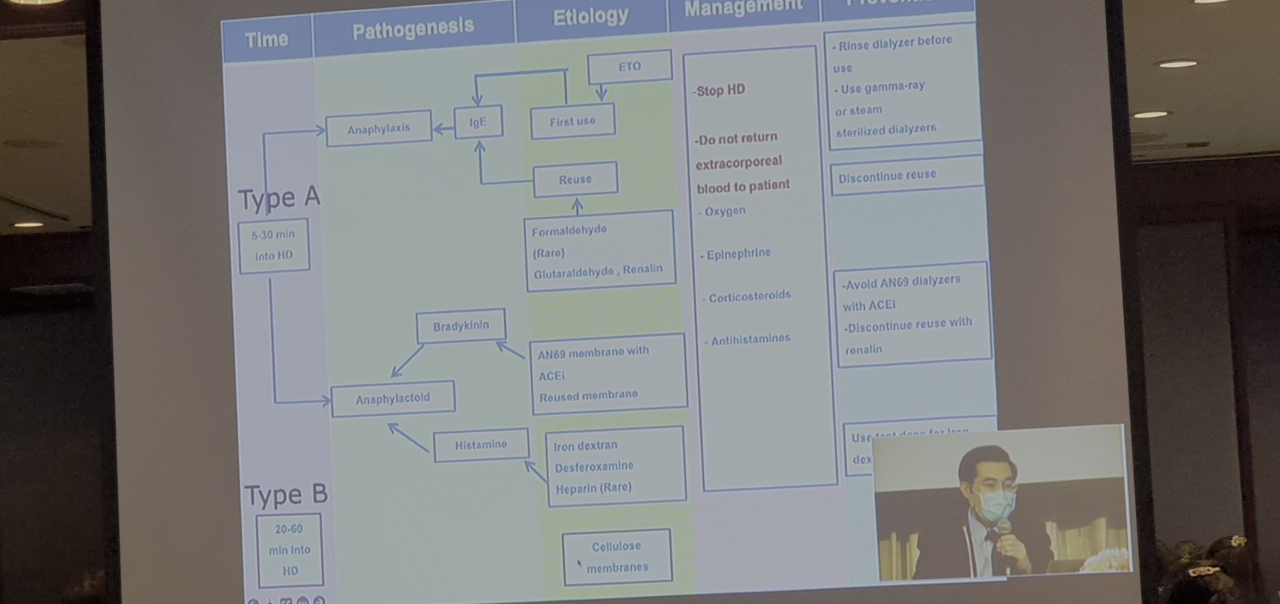 Time
Pathogenesis
Etiology
Management
ETO
First use
IgE
Anaphylaxis
Reuse
Type A
5-30 min
into HD
Formaldehyde
(Rare)
Glutaraldehyde , Renalin
Bradykinin
AN69 membrane with
ACEi
Reused membrane
Anaphylactoid
Histamine
Iron dextran
Desferoxamine
Heparin (Rare)
Type B
20-60
min into
HD
Cellulose
membranes
-Stop HD
-Do not return
extracorporeal
blood to patient
- Oxygen
- Epinephrine
- Corticosteroids
- Antihistamines
- Rinse dialyzer before
use
- Use gamma-ray
or steam
sterilized dialyzers
Discontinue reuse
-Avoid AN69 dialyzers
with ACEi
-Discontinue reuse with
renalin
Use